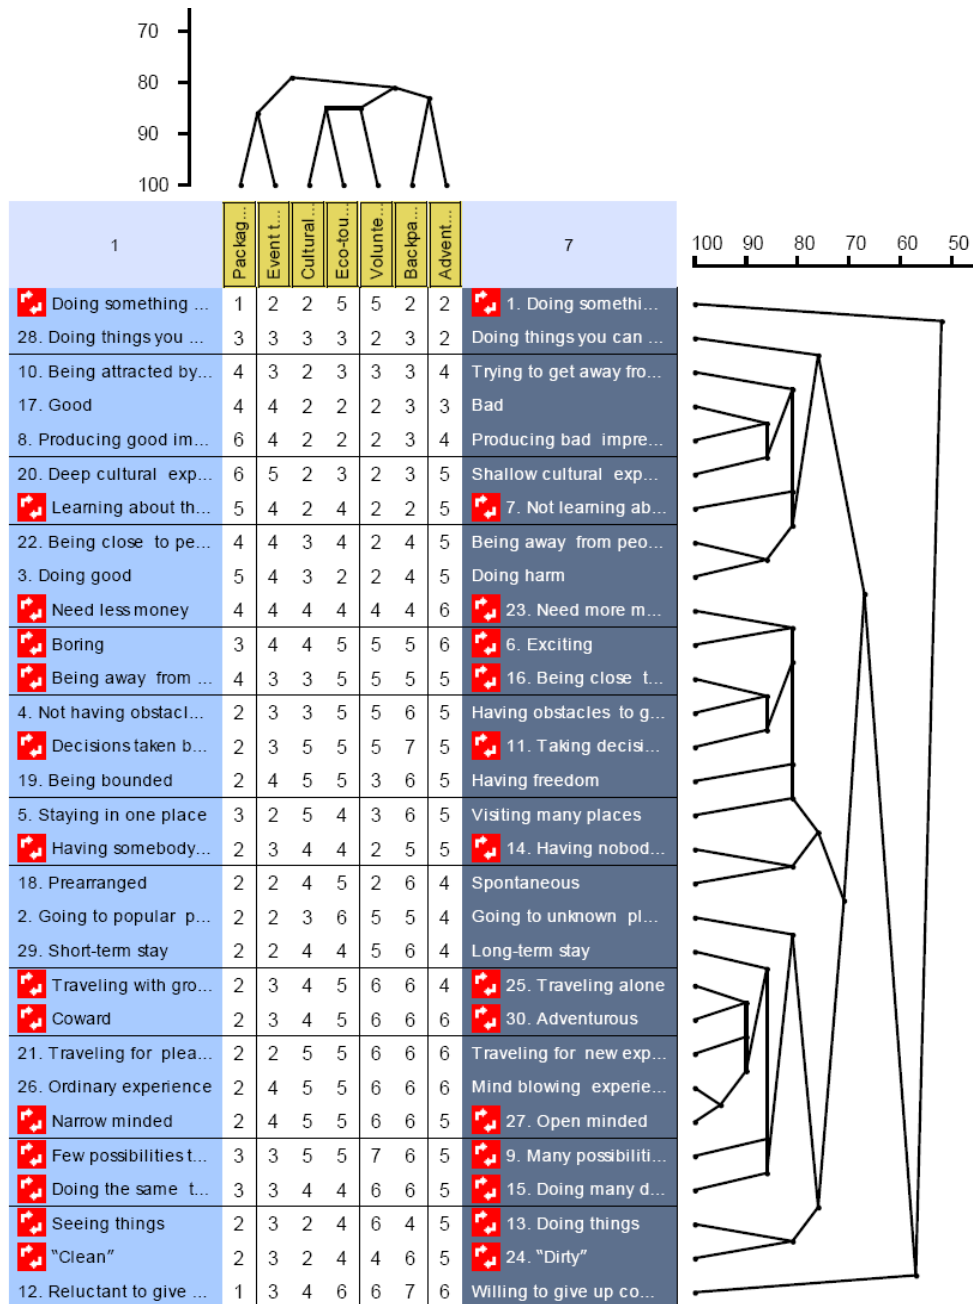 70
80
90
100
1 Packag... Event t... Cultural... Eco-tou... Volunte... Backpa... Advent... 7 100 90 80 70 60 50
Doing something ... 1 2 2 5 5 2 2 1. Doing somethi...
28. Doing things you ... 3 3 3 3 2 3 2 Doing things you can ...
10. Being attracted by... 4 3 2 3 3 3 4 Trying to get away fro...
17. Good 4 4 2 2 2 3 3 Bad
8. Producing good im... 6 4 2 2 2 3 4 Producing bad impre...
20. Deep cultural exp... 6 5 2 3 2 3 5 Shallow cultural exp...
Learning about th... 5 4 2 4 2 2 5 7. Not learning ab...
22. Being close to pe... 4 4 3 4 2 4 5 Being away from peo...
3. Doing good 5 4 3 2 2 4 5 Doing harm
Need less money 4 4 4 4 4 4 6 23. Need more m...
Boring 3 4 4 5 5 5 6 6. Exciting
Being away from ... 4 3 3 5 5 5 5 16. Being close t...
4. Not having obstacl... 2 3 3 5 5 6 5 Having obstacles to g...
Decisions taken b... 2 3 5 5 5 7 5 11. Taking decisi...
19. Being bounded 2 4 5 5 3 6 5 Having freedom
5. Staying in one place 3 2 5 4 3 6 5 Visiting many places
Having somebody... 2 3 4 4 2 5 5 14. Having nobod...
18. Prearranged 2 2 4 5 2 6 4 Spontaneous
2. Going to popular p... 2 2 3 6 5 5 4 Going to unknown pl...
29. Short-term stay 2 2 4 4 5 6 4 Long-term stay
Traveling with gro... 2 3 4 5 6 6 4 25. Traveling alone
Coward 2 3 4 5 6 6 6 30. Adventurous
21. Traveling for plea... 2 2 5 5 6 6 6 Traveling for new exp...
26. Ordinary experience 2 4 5 5 6 6 6 Mind blowing experie...
Narrow minded 2 4 5 5 6 6 5 27. Open minded
Few possibilities t... 3 3 5 5 7 6 5 9. Many possibiliti...
Doing the same t... 3 3 4 4 6 6 5 15. Doing many d...
Seeing things 2 3 2 4 6 4 5 13. Doing things
"Clean" 2 3 2 4 4 6 5 24. "Dirty"
12. Reluctant to give ... 1 3 4 6 6 7 6 Willing to give up co...